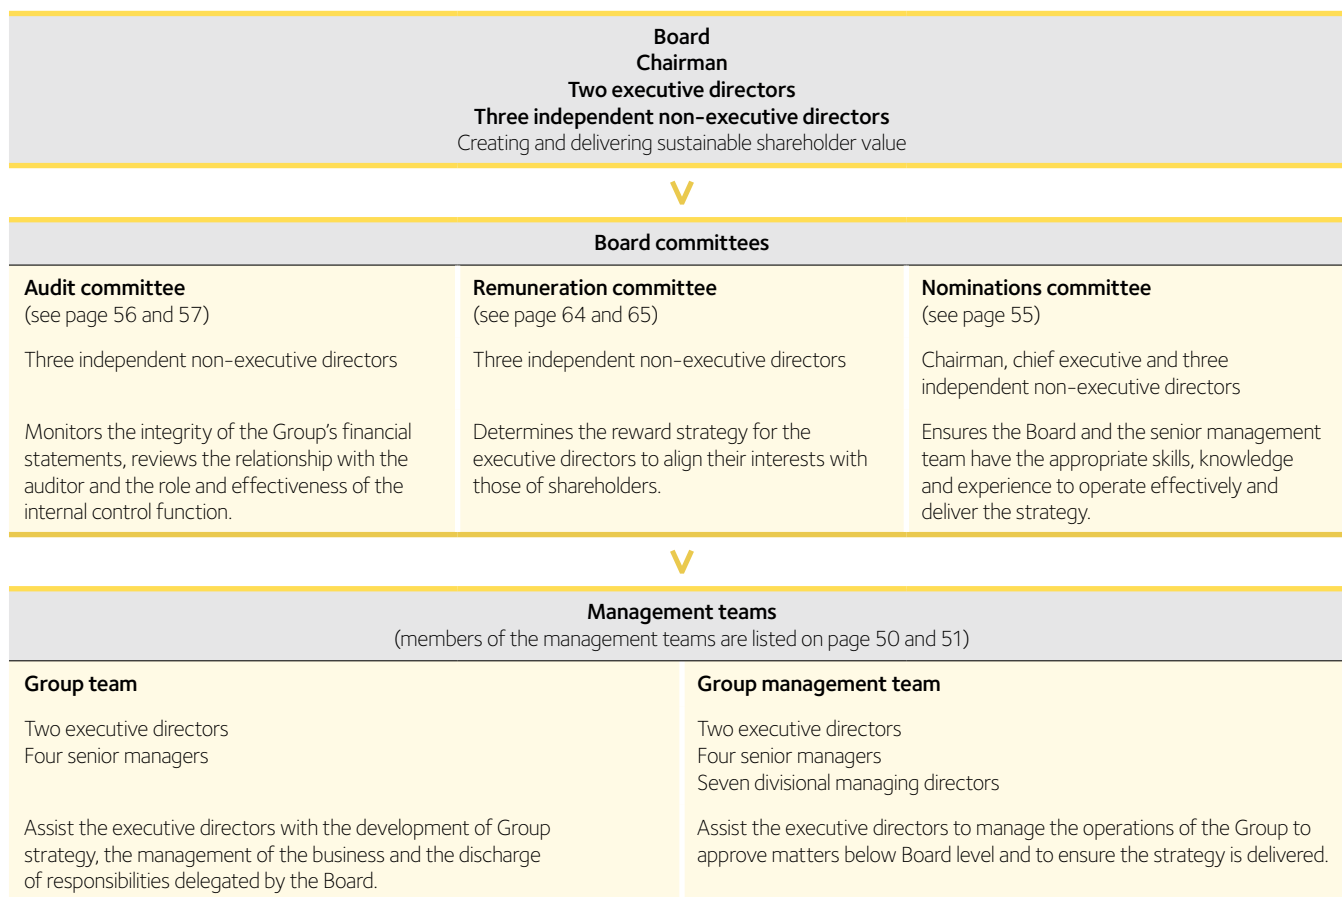 Board
Chairman
Two executive directors
Three independent non-executive directors
Creating and delivering sustainable shareholder value
Board committees
Audit committee
(see page 56 and 57)
Three independent non-executive directors
Monitors the integrity of the Group's financial
statements, reviews the relationship with the
auditor and the role and effectiveness of the
internal control function.
Remuneration committee
(see page 64 and 65)
Three independent non-executive directors
Determines the reward strategy for the
executive directors to align their interests with
those of shareholders.
Nominations committee
(see page 55)
Chairman, chief executive and three
independent non-executive directors
Ensures the Board and the senior management
team have the appropriate skills, knowledge
and experience to operate effectively and
deliver the strategy.
Management teams
(members of the management teams are listed on page 50 and 51)
Group team
Two executive directors
Four senior managers
Assist the executive directors with the development of Group
strategy, the management of the business and the discharge
of responsibilities delegated by the Board.
Group management team
Two executive directors
Four senior managers
Seven divisional managing directors
Assist the executive directors to manage the operations of the Group to
approve matters below Board level and to ensure the strategy is delivered.